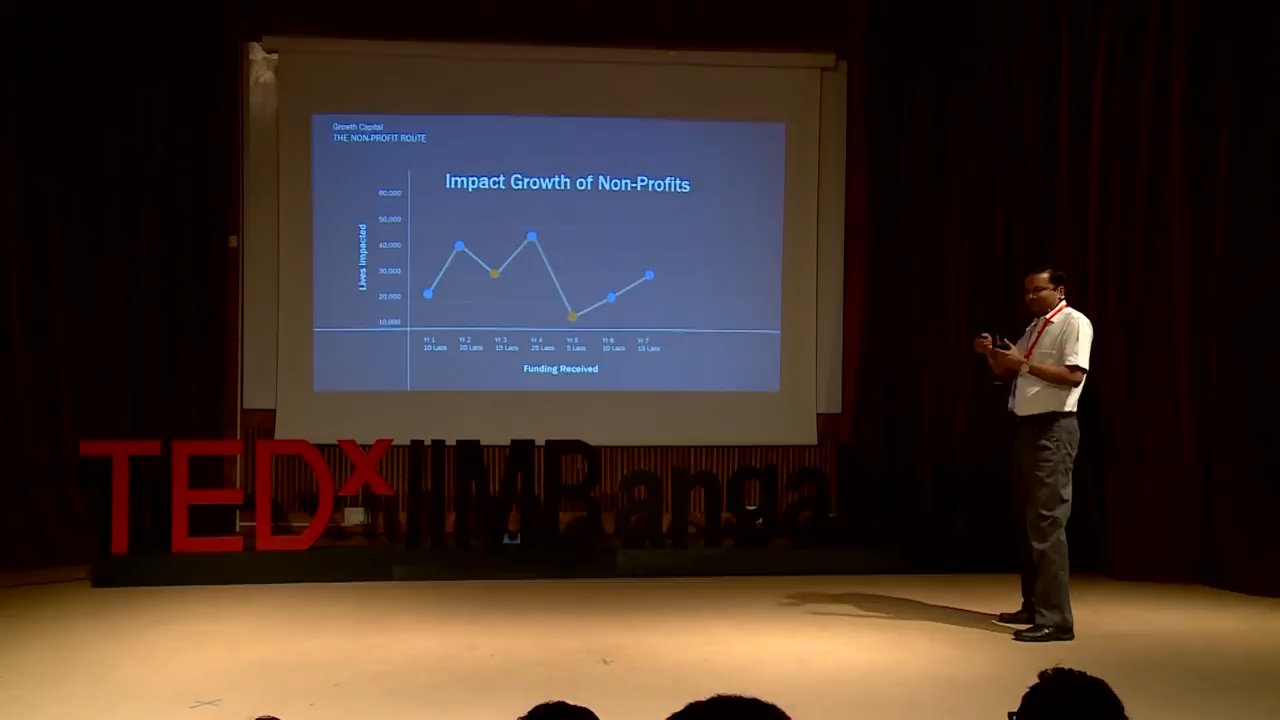 Growth Capital
THE NON-PROFIT ROUTE
Impact Growth of Non-Profits
Lives Impacted
60,000
50,000
40,000
30,000
20,000
10,000
Yr 1 Yr 2 Yr 3 Yr 4 Yr 5 Yr 6 Yr 7
10 Lacs 20 Lacs 15 Lacs 25 Lacs 5 Lacs 10 Lacs 15 Lacs
Funding Received
TEDxIIMBanga